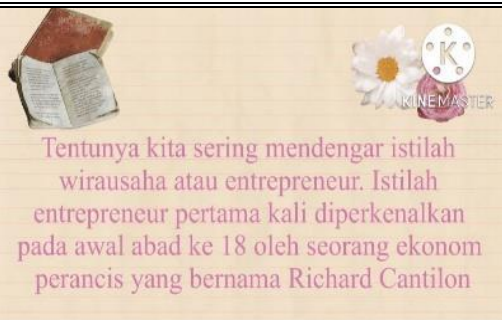 K
KINEMASTER
Tentunya kita sering mendengar istilah
wirausaha atau entrepreneur. Istilah
entrepreneur pertama kali diperkenalkan
pada awal abad ke 18 oleh seorang ekonom
perancis yang bernama Richard Cantilon